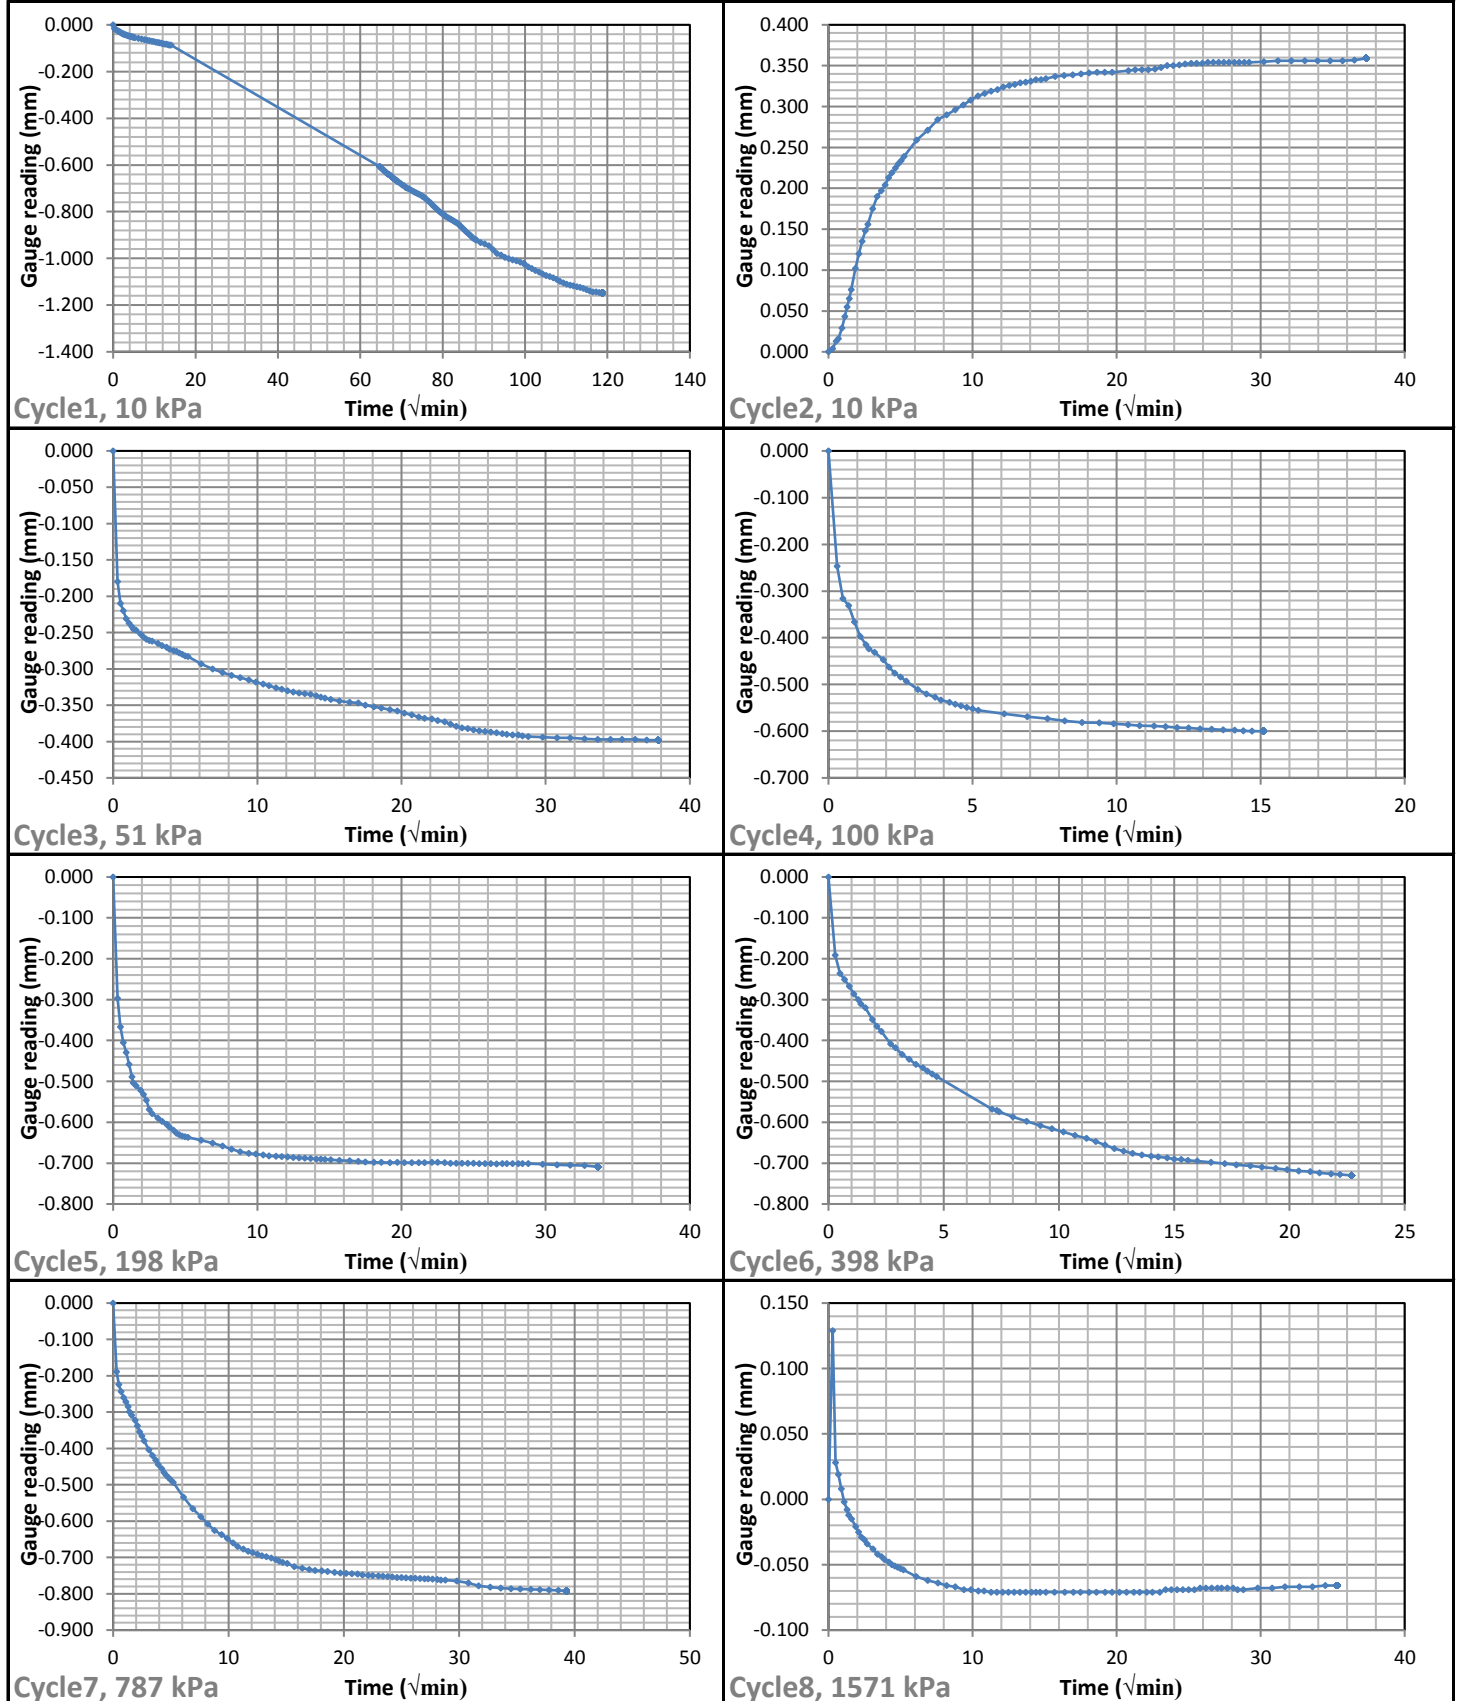 0.000
-0.200
-0.400
-0.600
-0.800
-1.000
-1.200
-1.400
Gauge reading (mm)
0 20 40 60 80 100 120 140
Cycle1, 10 kPa Time (√min)
0.400
0.350
0.300
0.250
0.200
0.150
0.100
0.050
0.000
Gauge reading (mm)
0 10 20 30 40
Cycle2, 10 kPa Time (√min)
0.000
-0.050
-0.100
-0.150
-0.200
-0.250
-0.300
-0.350
-0.400
-0.450
Gauge reading (mm)
0 10 20 30 40
Cycle3, 51 kPa Time (√min)
0.000
-0.100
-0.200
-0.300
-0.400
-0.500
-0.600
-0.700
Gauge reading (mm)
0 5 10 15 20
Cycle4, 100 kPa Time (√min)
0.000
-0.100
-0.200
-0.300
-0.400
-0.500
-0.600
-0.700
-0.800
Gauge reading (mm)
0 10 20 30 40
Cycle5, 198 kPa Time (√min)
0.000
-0.100
-0.200
-0.300
-0.400
-0.500
-0.600
-0.700
-0.800
Gauge reading (mm)
0 5 10 15 20 25
Cycle6, 398 kPa Time (√min)
0.000
-0.100
-0.200
-0.300
-0.400
-0.500
-0.600
-0.700
-0.800
-0.900
Gauge reading (mm)
0 10 20 30 40 50
Cycle7, 787 kPa Time (√min)
0.150
0.100
0.050
0.000
-0.050
-0.100
Gauge reading (mm)
0 10 20 30 40
Cycle8, 1571 kPa Time (√min)